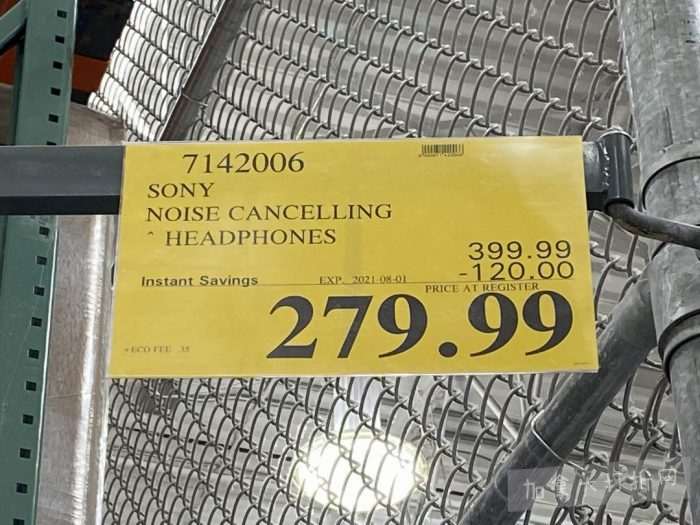 7142006
SONY
NOISE CANCELLING
^ HEADPHONES
399.99
-120.00
Instant Savings EXP. 2021-08-01
PRICE AT REGISTER
279.99
+ECO FEE .35